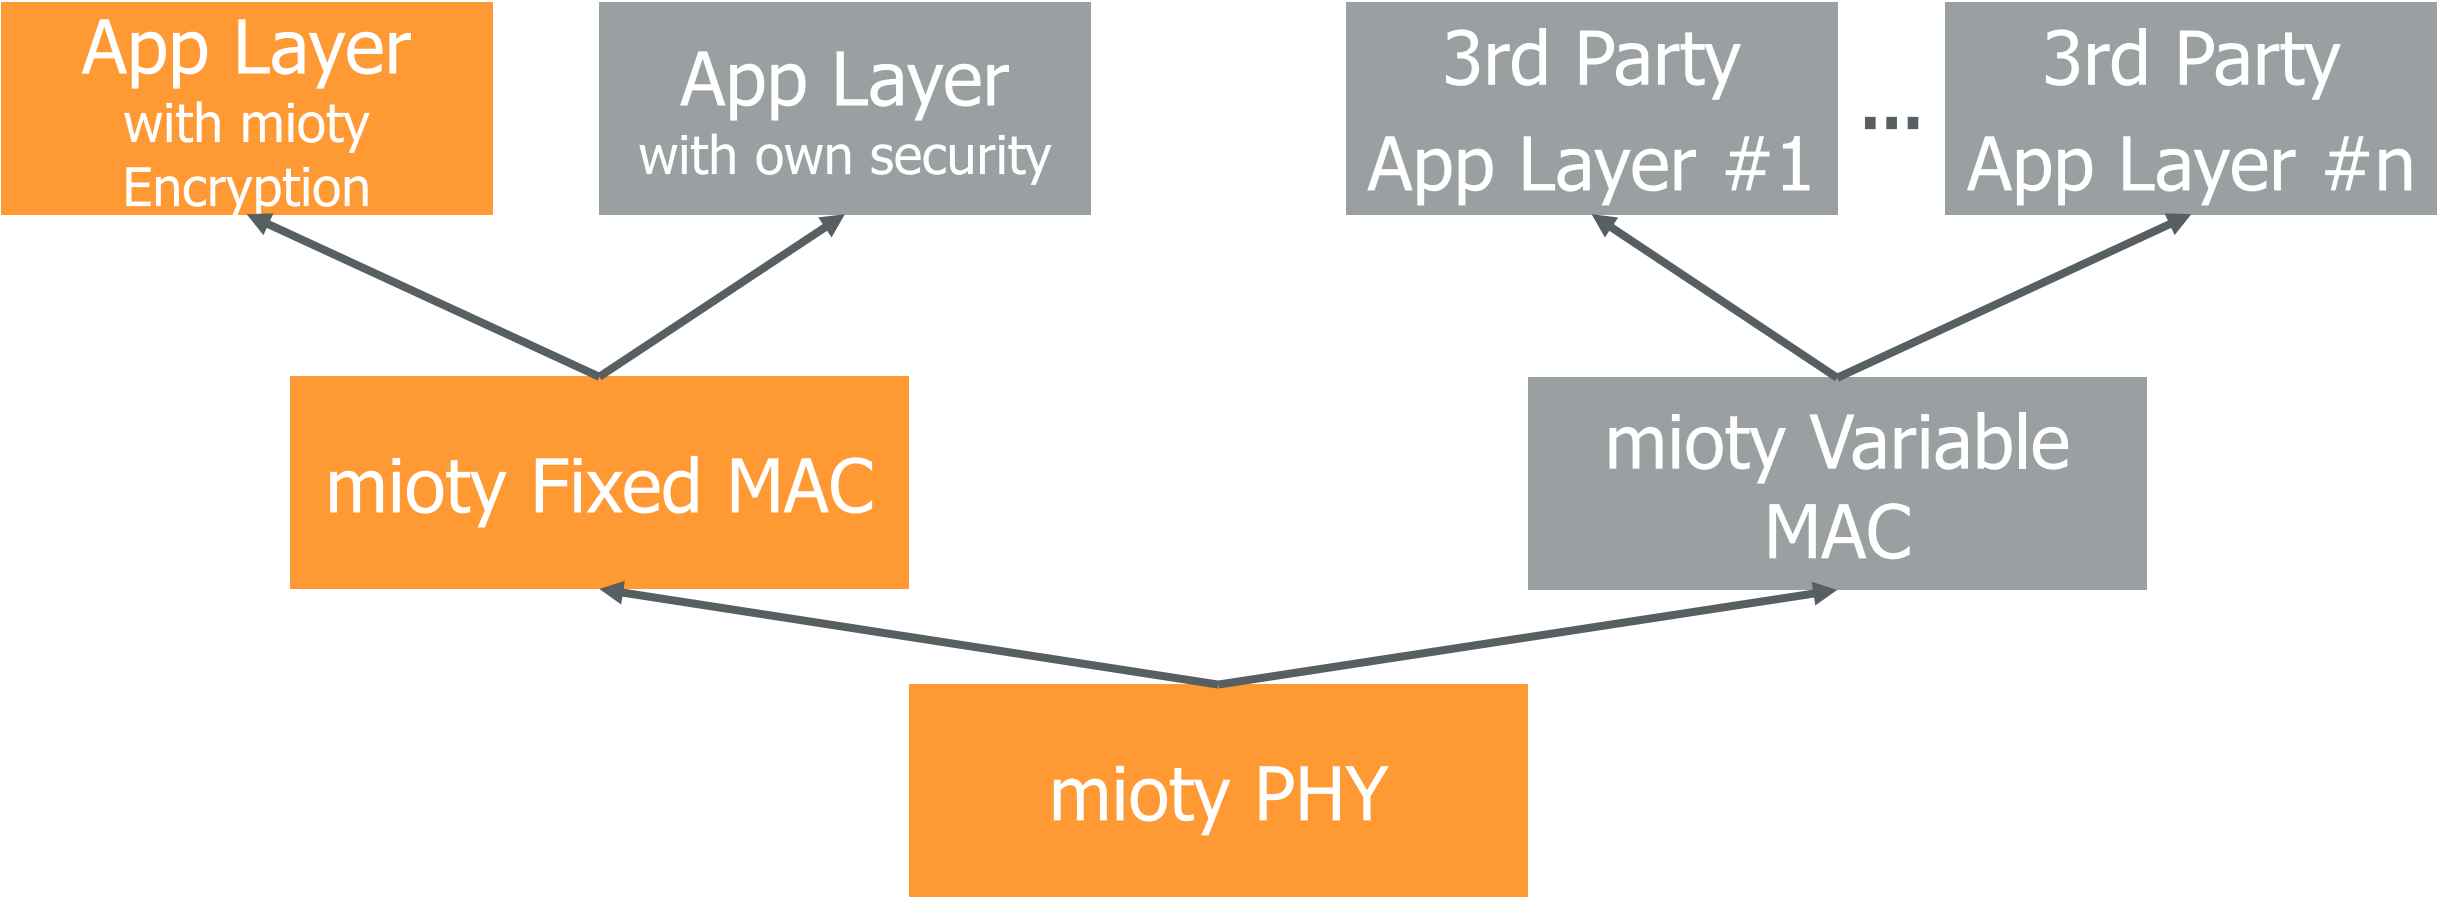 App Layer
with mioty
Encryption
App Layer
with own security
3rd Party
App Layer #1
...
3rd Party
App Layer #n
mioty Fixed MAC
mioty Variable
MAC
mioty PHY